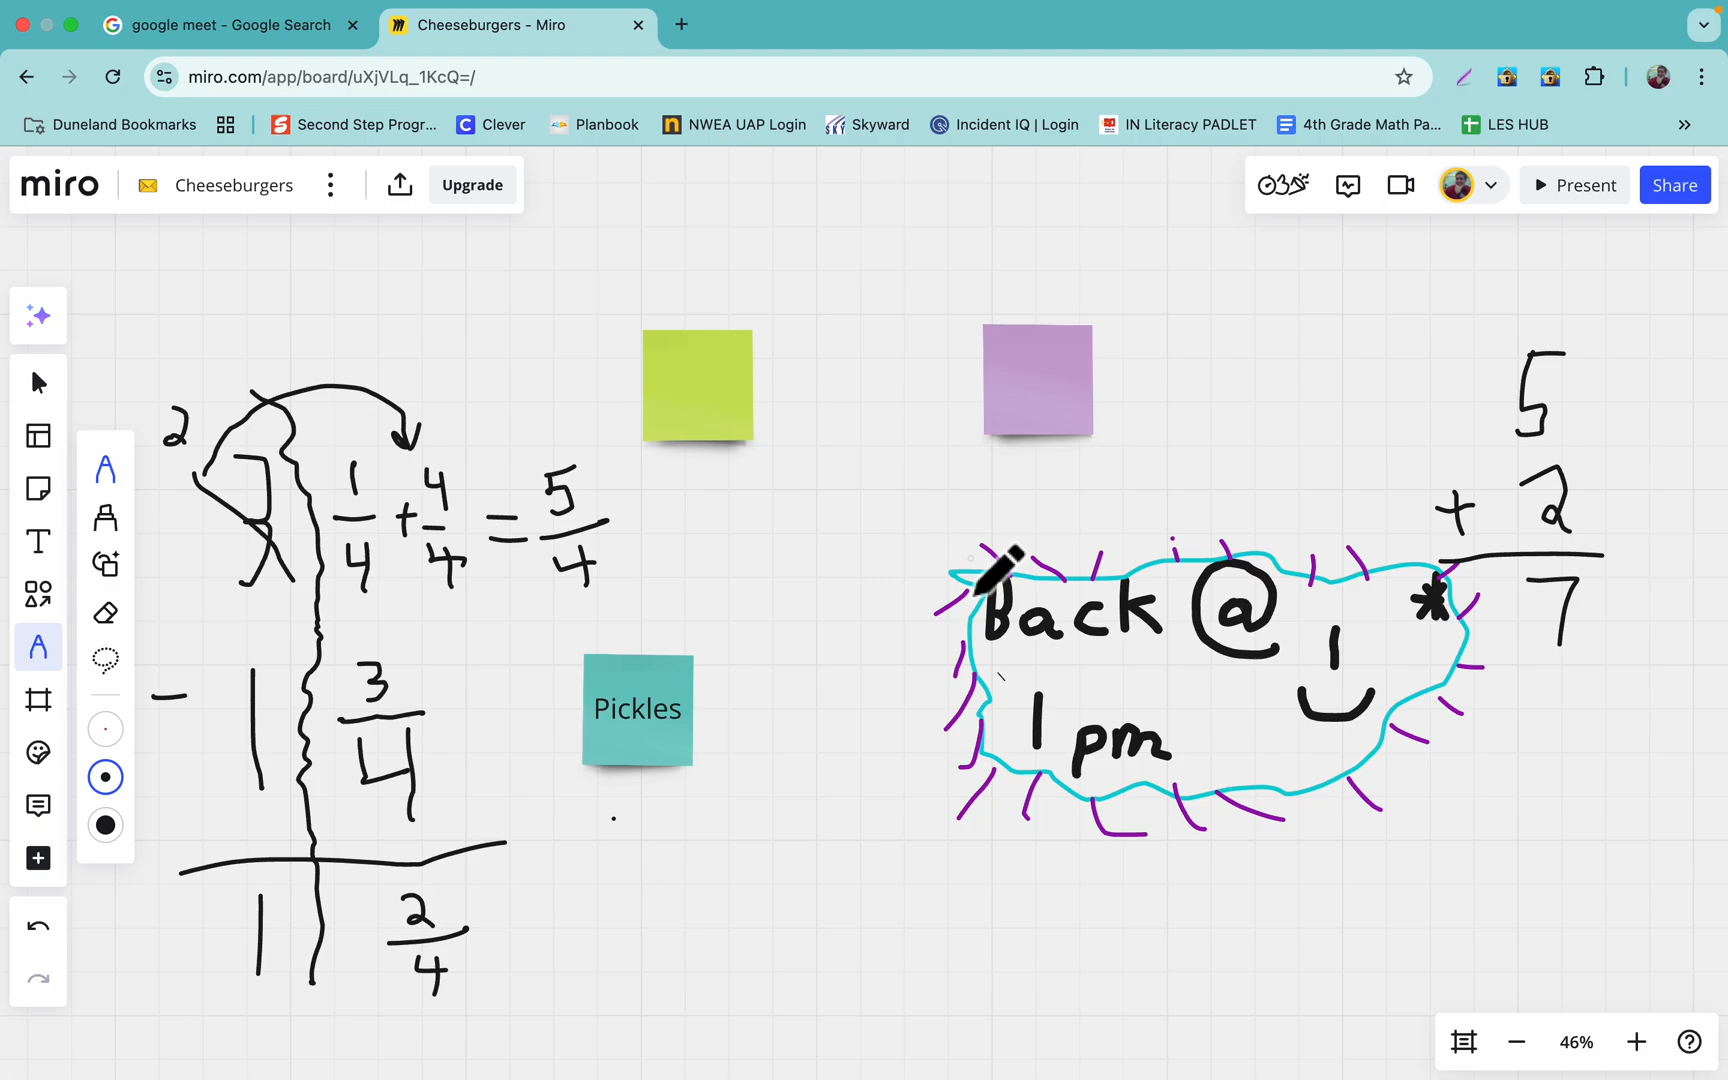 google meet - Google Search
Cheeseburgers - Miro
miro.com/app/board/uXjVLq_1KcQ=/
Duneland Bookmarks
Second Step Progr...
Clever
Planbook
NWEA UAP Login
SKYWARD
Skyward
Incident IQ | Login
IN Literacy PADLET
4th Grade Math Pa...
LES HUB
miro
Cheeseburgers
Upgrade
Present
Share
2
3 1/4 + 4/4 = 5/4
- 1 3/4
1 2/4
Pickles
Back @ *
1 pm
5
+ 2
7
46%